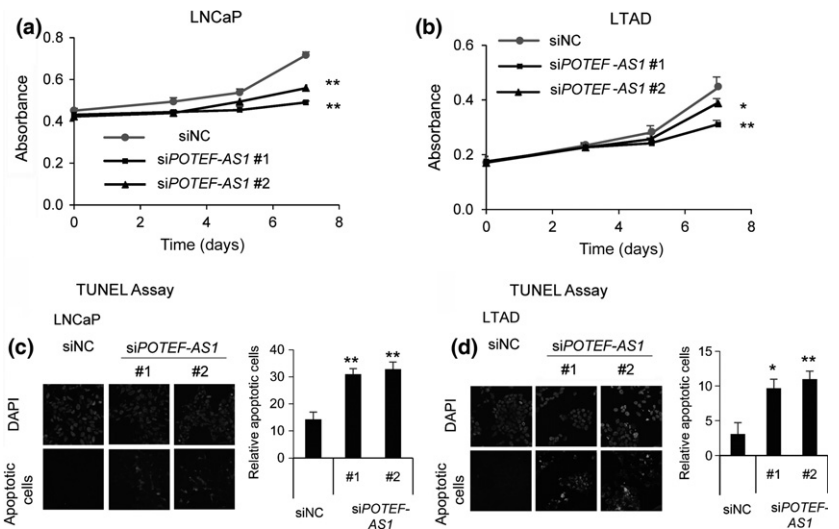 (a)
LNCaP
Absorbance
0.8
0.6
0.4
0.2
0.0
**
**
siNC
siPOTEF-AS1 #1
siPOTEF-AS1 #2
0 2 4 6 8
Time (days)
(b)
LTAD
Absorbance
0.6
0.4
0.2
0.0
siNC
siPOTEF-AS1 #1
siPOTEF-AS1 #2
*
**
0 2 4 6 8
Time (days)
(c)
TUNEL Assay
LNCaP
siNC
siPOTEF-AS1
#1 #2
DAPI
Apoptotic cells
Relative apoptotic cells
40
30
20
10
0
** **
#1 #2
siNC siPOTEF-
AS1
(d)
TUNEL Assay
LTAD
siNC
siPOTEF-AS1
#1 #2
DAPI
Apoptotic cells
Relative apoptotic cells
15
10
5
0
* **
#1 #2
siNC siPOTEF-
AS1